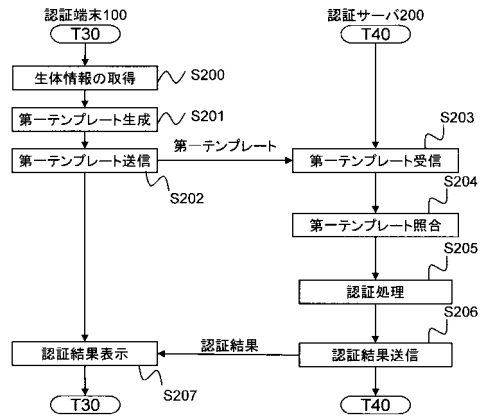 認証端末100
認証サーバ200
T30
T40
生体情報の取得
S200
第一テンプレート生成
S201
第一テンプレート
S203
第一テンプレート送信
第一テンプレート受信
S202
S204
第一テンプレート照合
S205
認証処理
S206
認証結果
認証結果表示
認証結果送信
S207
T30
T40